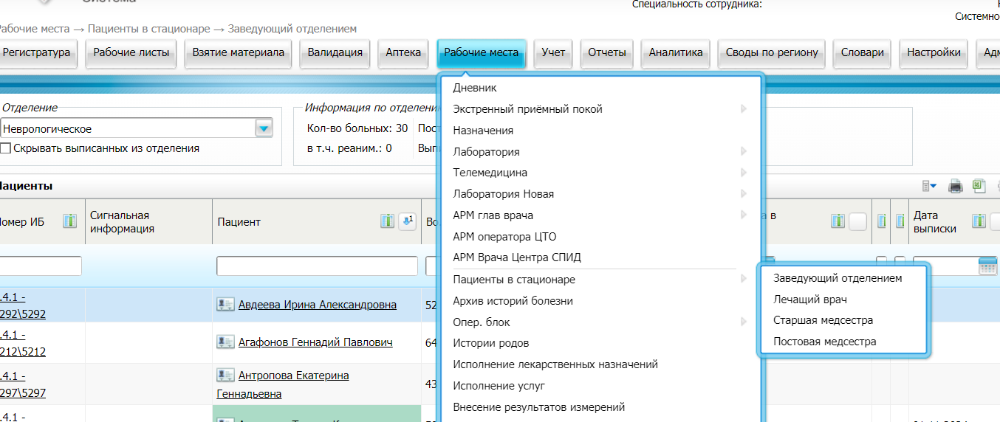 Система
Специальность сотрудника:
Системно
Рабочие места → Пациенты в стационаре → Заведующий отделением
Регистратура Рабочие листы Взятие материала Валидация Аптека Рабочие места Учет Отчеты Аналитика Своды по региону Словари Настройки Адм
Отделение
Неврологическое
Скрывать выписанных из отделения
Информация по отделению
Кол-во больных: 30 Пост
в т.ч. реаним.: 0 Выпи
Пациенты
Номер ИБ
Сигнальная
информация
Пациент
Во
а в
Дата
выписки
.4.1 -
292\5292
Авдеева Ирина Александровна
52
.4.1 -
212\5212
Агафонов Геннадий Павлович
64
.4.1 -
297\5297
Антропова Екатерина
Геннадьевна
43
.4.1 -
Дневник
Экстренный приёмный покой
Назначения
Лаборатория
Телемедицина
Лаборатория Новая
АРМ глав врача
АРМ оператора ЦТО
АРМ Врача Центра СПИД
Пациенты в стационаре
Архив историй болезни
Опер. блок
Истории родов
Исполнение лекарственных назначений
Исполнение услуг
Внесение результатов измерений
Заведующий отделением
Лечащий врач
Старшая медсестра
Постовая медсестра